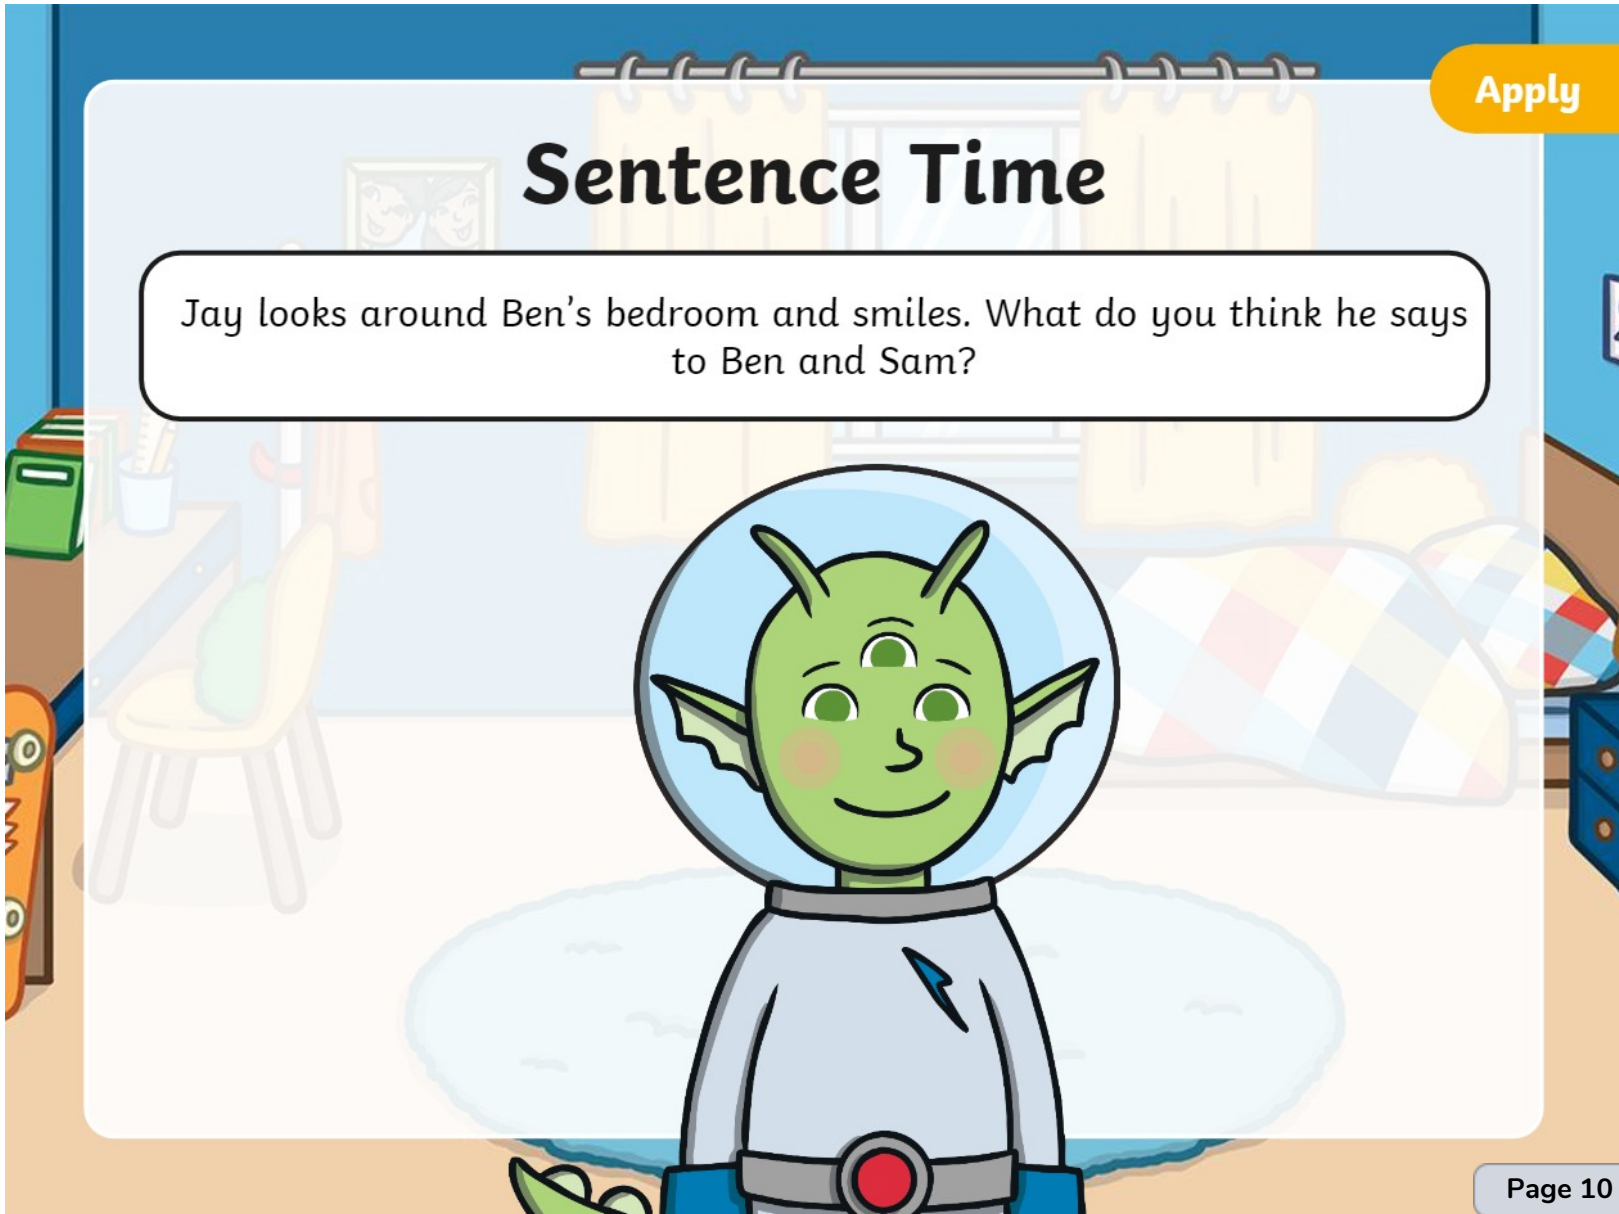 Apply
Sentence Time
Jay looks around Ben’s bedroom and smiles. What do you think he says
to Ben and Sam?
Page 10